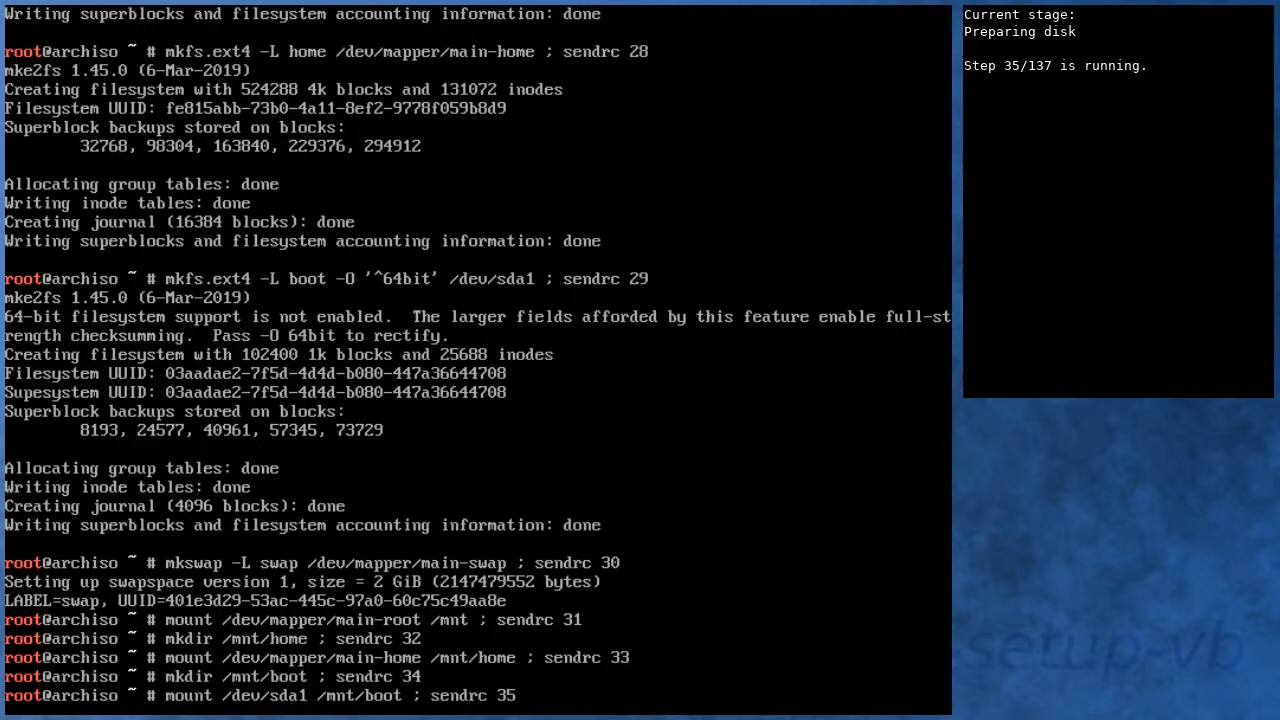 Writing superblocks and filesystem accounting information: done
root@archiso ~ # mkfs.ext4 -L home /dev/mapper/main-home ; sendrc 28
mke2fs 1.45.0 (6-Mar-2019)
Creating filesystem with 524288 4k blocks and 131072 inodes
Filesystem UUID: fe815abb-73b0-4a11-8ef2-9778f059b8d9
Superblock backups stored on blocks:
32768, 98304, 163840, 229376, 294912
Allocating group tables: done
Writing inode tables: done
Creating journal (16384 blocks): done
Writing superblocks and filesystem accounting information: done
root@archiso ~ # mkfs.ext4 -L boot -O '^64bit' /dev/sda1 ; sendrc 29
mke2fs 1.45.0 (6-Mar-2019)
64-bit filesystem support is not enabled.  The larger fields afforded by this feature enable full-st
rength checksumming.  Pass -O 64bit to rectify.
Creating filesystem with 102400 1k blocks and 25688 inodes
Filesystem UUID: 03aadae2-7f5d-4d4d-b080-447a36644708
Supesystem UUID: 03aadae2-7f5d-4d4d-b080-447a36644708
Superblock backups stored on blocks:
8193, 24577, 40961, 57345, 73729
Allocating group tables: done
Writing inode tables: done
Creating journal (4096 blocks): done
Writing superblocks and filesystem accounting information: done
root@archiso ~ # mkswap -L swap /dev/mapper/main-swap ; sendrc 30
Setting up swapspace version 1, size = 2 GiB (2147479552 bytes)
LABEL=swap, UUID=401e3d29-53ac-445c-97a0-60c75c49aa8e
root@archiso ~ # mount /dev/mapper/main-root /mnt ; sendrc 31
root@archiso ~ # mkdir /mnt/home ; sendrc 32
root@archiso ~ # mount /dev/mapper/main-home /mnt/home ; sendrc 33
root@archiso ~ # mkdir /mnt/boot ; sendrc 34
root@archiso ~ # mount /dev/sda1 /mnt/boot ; sendrc 35
Current stage:
Preparing disk
Step 35/137 is running.
setup-vb